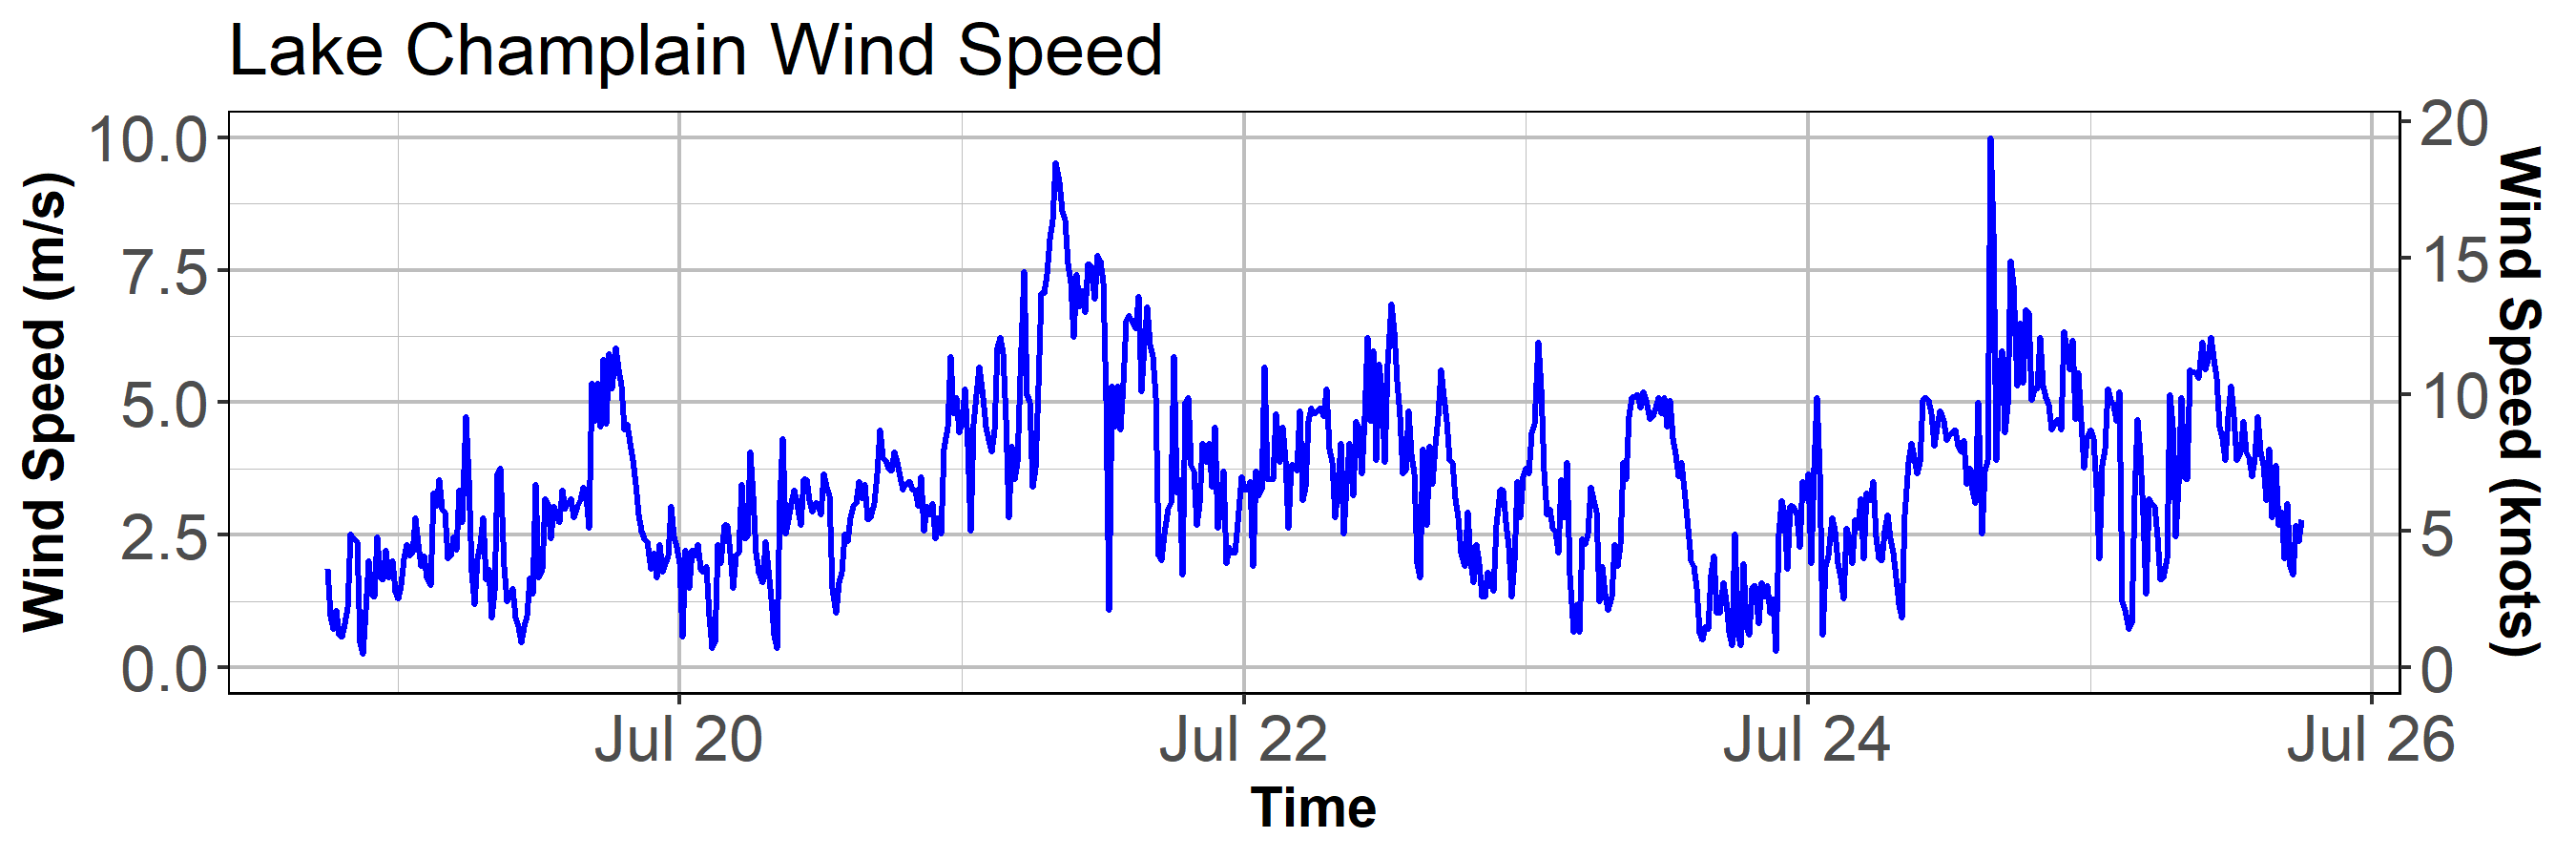 Lake Champlain Wind Speed
Wind Speed (m/s)
10.0
7.5
5.0
2.5
0.0
20
15
10
5
0
Wind Speed (knots)
Jul 20
Jul 22
Jul 24
Jul 26
Time